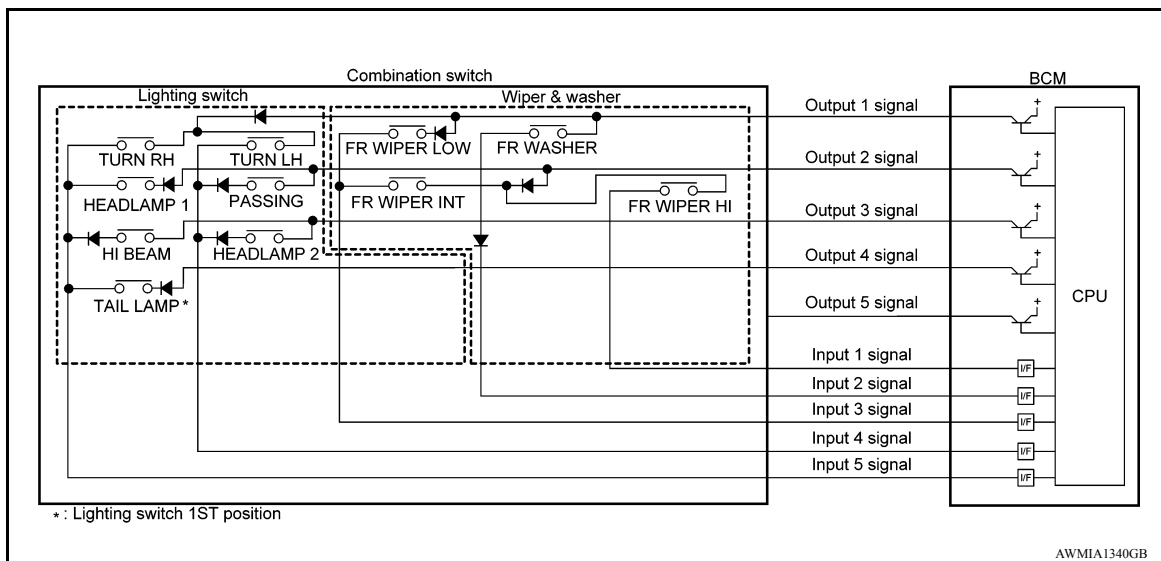 Combination switch
BCM
Lighting switch
Wiper & washer
Output 1 signal
+
TURN RH
TURN LH
FR WIPER LOW
FR WASHER
Output 2 signal
+
HEADLAMP 1
PASSING
FR WIPER INT
FR WIPER HI
Output 3 signal
+
HI BEAM
HEADLAMP 2
Output 4 signal
+
TAIL LAMP *
Output 5 signal
+
CPU
Input 1 signal
I/F
Input 2 signal
I/F
Input 3 signal
I/F
Input 4 signal
I/F
Input 5 signal
I/F
* : Lighting switch 1ST position
AWMIA1340GB